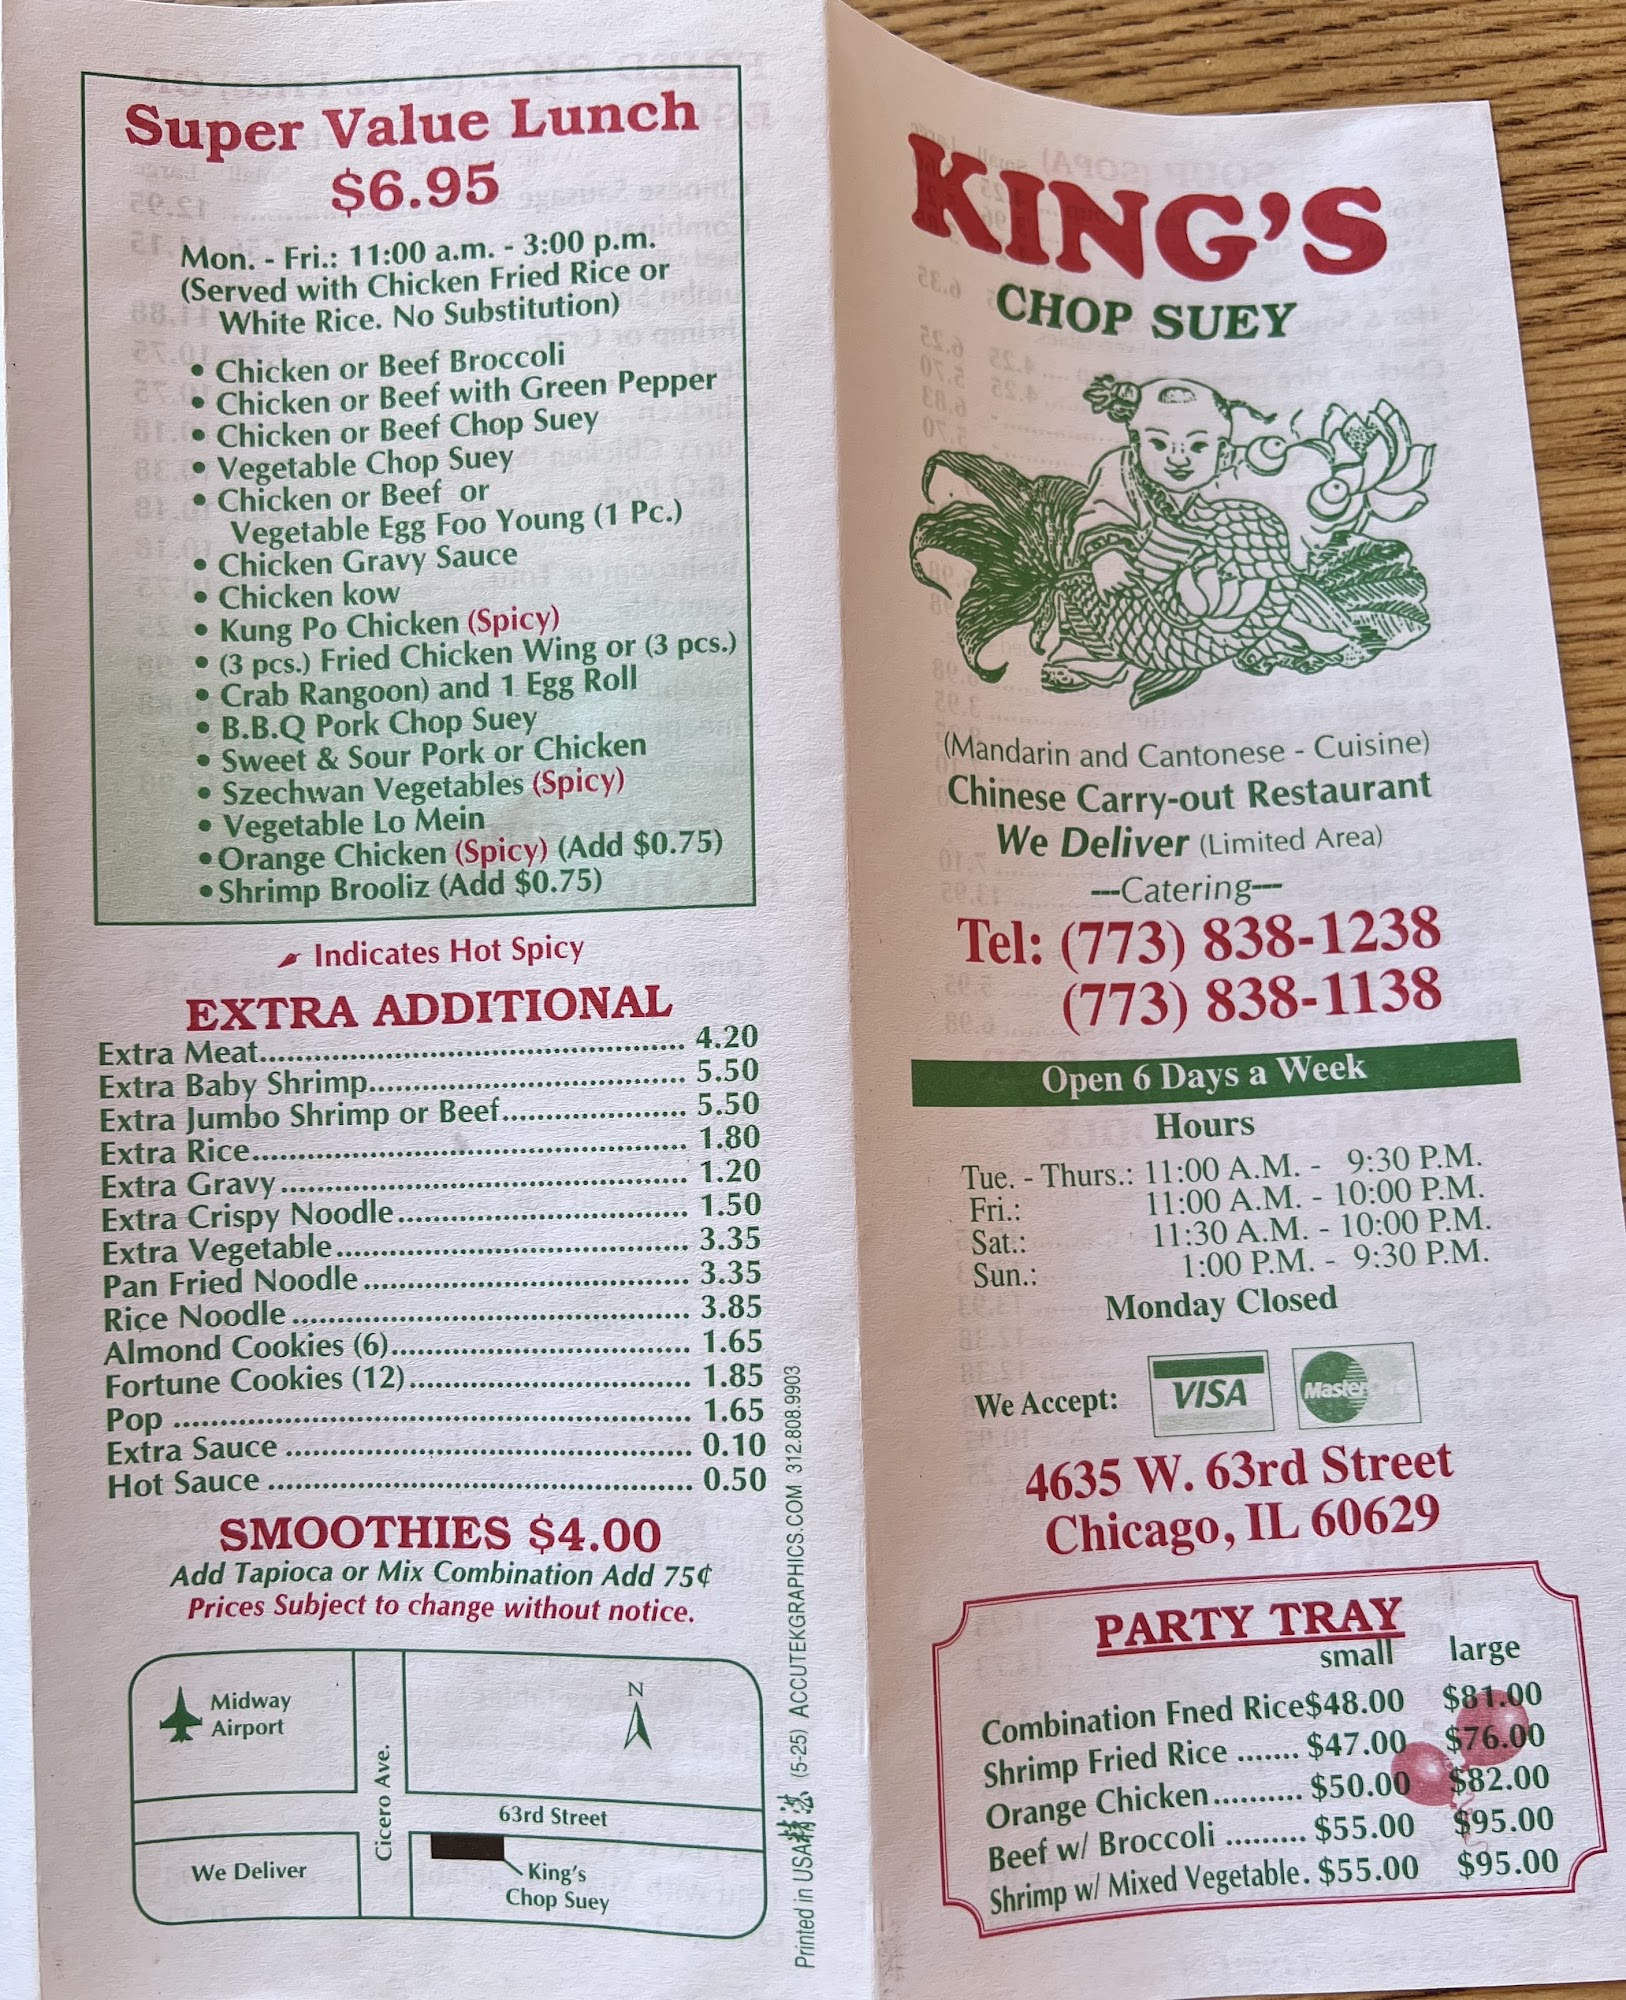 Super Value Lunch
$6.95
Mon. - Fri.: 11:00 a.m. - 3:00 p.m.
(Served with Chicken Fried Rice or
White Rice. No Substitution)
• Chicken or Beef Broccoli
• Chicken or Beef with Green Pepper
• Chicken or Beef Chop Suey
• Vegetable Chop Suey
• Chicken or Beef or
Vegetable Egg Foo Young (1 Pc.)
• Chicken Gravy Sauce
• Chicken kow
• Kung Po Chicken (Spicy)
• (3 pcs.) Fried Chicken Wing or (3 pcs.)
• Crab Rangoon) and 1 Egg Roll
• B.B.Q Pork Chop Suey
• Sweet & Sour Pork or Chicken
• Szechwan Vegetables (Spicy)
• Vegetable Lo Mein
• Orange Chicken (Spicy) (Add $0.75)
• Shrimp Brooliz (Add $0.75)
Indicates Hot Spicy
EXTRA ADDITIONAL
Extra Meat............ 4.20
Extra Baby Shrimp............ 5.50
Extra Jumbo Shrimp or Beef............ 5.50
Extra Rice............ 1.80
Extra Gravy............ 1.20
Extra Crispy Noodle............ 1.50
Extra Vegetable............ 3.35
Pan Fried Noodle............ 3.35
Rice Noodle............ 3.85
Almond Cookies (6)............ 1.65
Fortune Cookies (12)............ 1.85
Pop ............ 1.65
Extra Sauce ............ 0.10
Hot Sauce ............ 0.50
SMOOTHIES $4.00
Add Tapioca or Mix Combination Add 75¢
Prices Subject to change without notice.
Midway
Airport
N
Cicero Ave.
63rd Street
We Deliver
King's
Chop Suey
Printed in USA精湛 (5-25) ACCUTEKGRAPHICS.COM 312.808.9903
KING'S
CHOP SUEY
(Mandarin and Cantonese - Cuisine)
Chinese Carry-out Restaurant
We Deliver (Limited Area)
---Catering---
Tel: (773) 838-1238
(773) 838-1138
Open 6 Days a Week
Hours
Tue. - Thurs.: 11:00 A.M. - 9:30 P.M.
Fri.: 11:00 A.M. - 10:00 P.M.
Sat.: 11:30 A.M. - 10:00 P.M.
Sun.: 1:00 P.M. - 9:30 P.M.
Monday Closed
We Accept: VISA Master
4635 W. 63rd Street
Chicago, IL 60629
PARTY TRAY
small large
Combination Fned Rice$48.00 $81.00
Shrimp Fried Rice ....... $47.00 $76.00
Orange Chicken.......... $50.00 $82.00
Beef w/ Broccoli ......... $55.00 $95.00
Shrimp w/ Mixed Vegetable. $55.00 $95.00